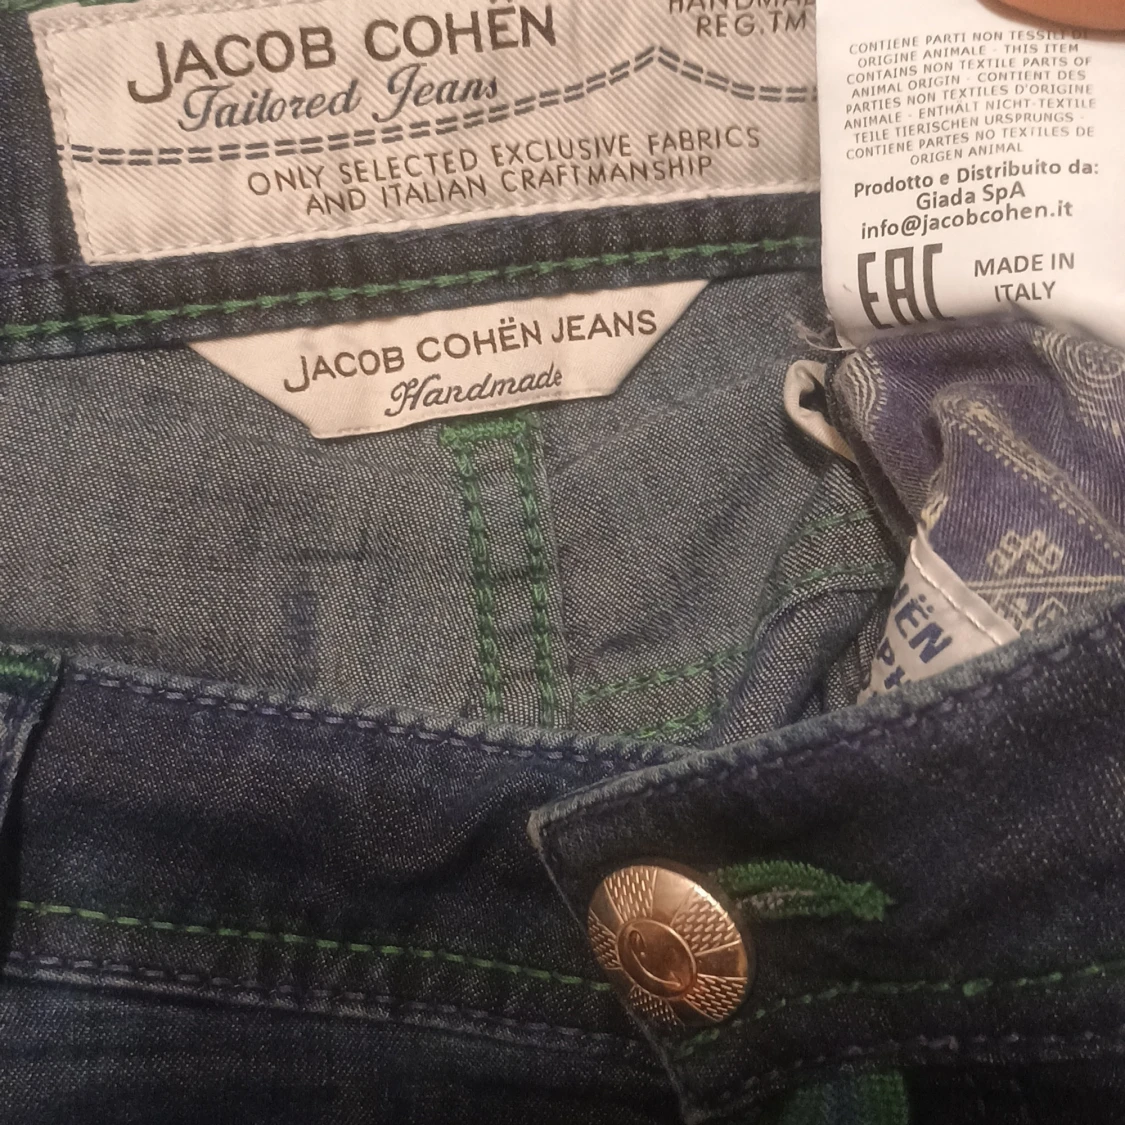 JACOB COHËN
Tailored Jeans
REG.TM
ONLY SELECTED EXCLUSIVE FABRICS
AND ITALIAN CRAFTMANSHIP
JACOB COHËN JEANS
Handmade
CONTIENE PARTI NON TESSILI DI
ORIGINE ANIMALE - THIS ITEM
CONTAINS NON TEXTILE PARTS OF
ANIMAL ORIGIN - CONTIENT DES
PARTIES NON TEXTILES D'ORIGINE
ANIMALE - ENTHÄLT NICHT-TEXTILE
TEILE TIERISCHEN URSPRUNGS -
CONTIENE PARTES NO TEXTILES DE
ORIGEN ANIMAL
Prodotto e Distribuito da:
Giada SpA
info@jacobcohen.it
EAC
MADE IN
ITALY